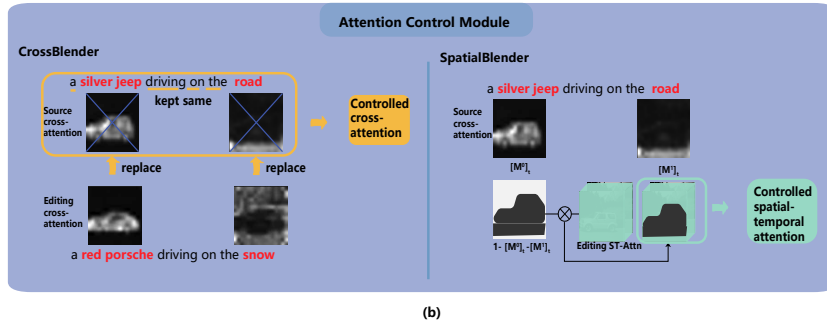 Attention Control Module
CrossBlender
a silver jeep driving on the road
kept same
Source
cross-
attention
replace
replace
Controlled
cross-
attention
Editing
cross-
attention
a red porsche driving on the snow
SpatialBlender
a silver jeep driving on the road
Source
cross-
attention
[M⁰]ₜ
[M¹]ₜ
1- [M⁰]ₜ-[M¹]ₜ
Editing ST-Attn
Controlled
spatial-
temporal
attention
(b)